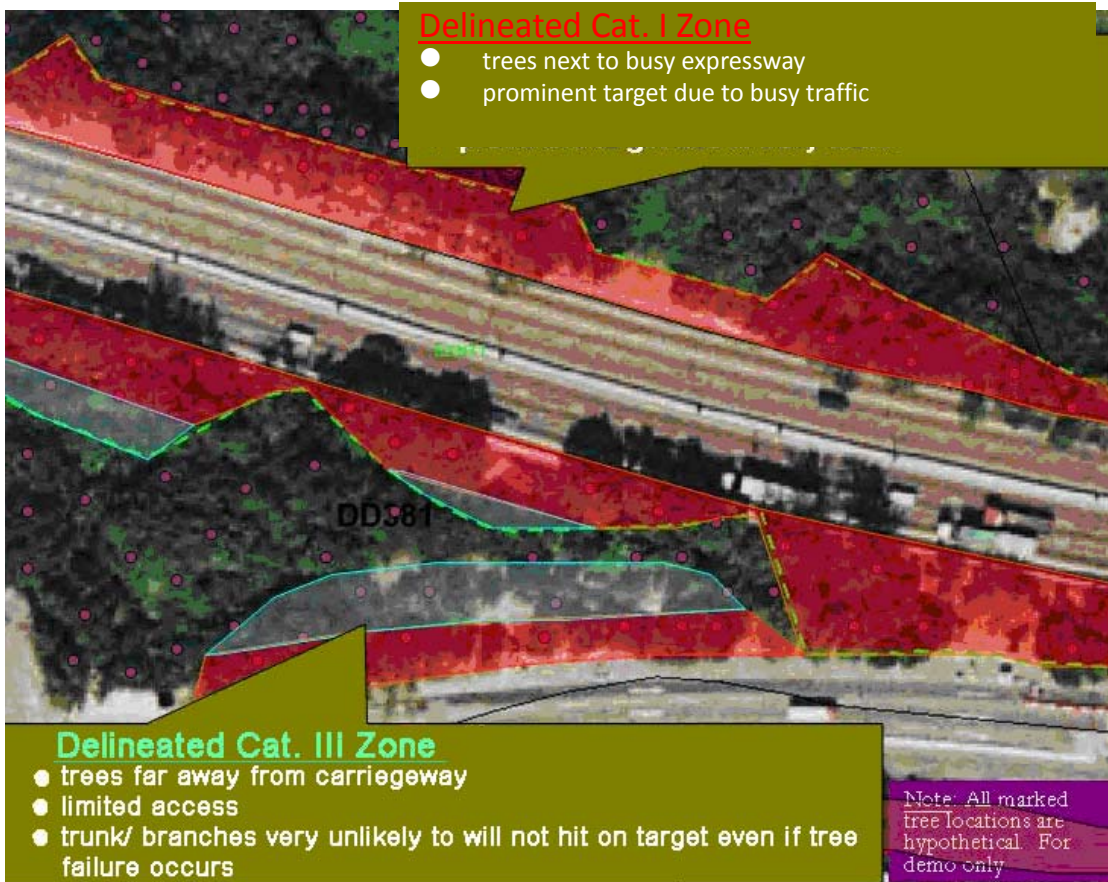 Delineated Cat. I Zone
● trees next to busy expressway
● prominent target due to busy traffic
DD381
Delineated Cat. III Zone
● trees far away from carriegeway
● limited access
● trunk/ branches very unlikely to will not hit on target even if tree
failure occurs
Note: All marked
tree locations are
hypothetical. For
demo only.